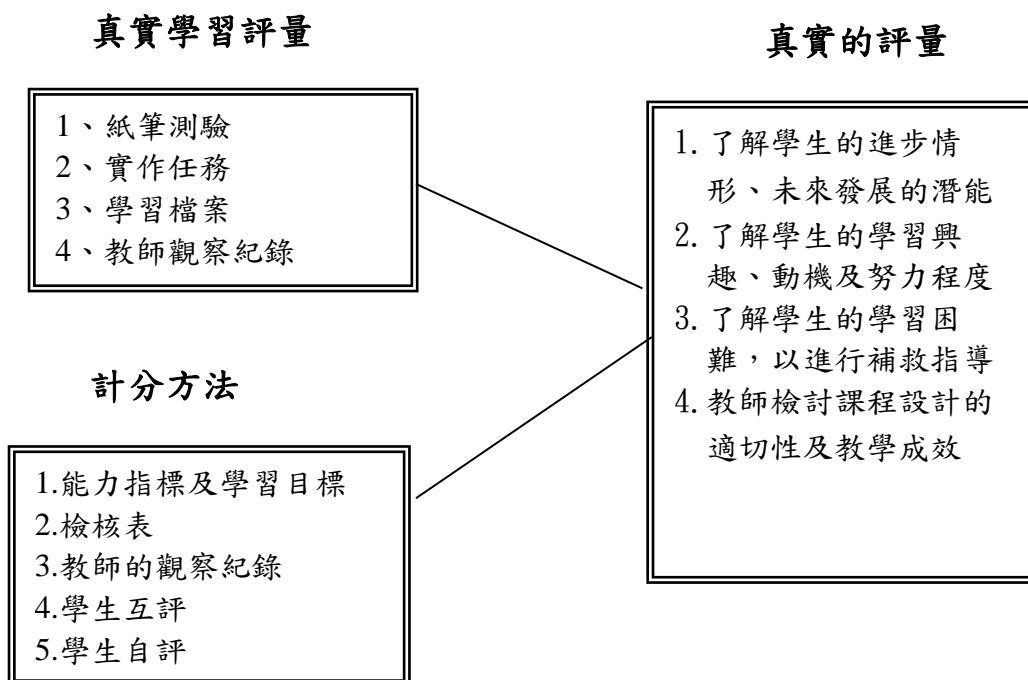 真實學習評量
1、紙筆測驗
2、實作任務
3、學習檔案
4、教師觀察紀錄
計分方法
1.能力指標及學習目標
2.檢核表
3.教師的觀察紀錄
4.學生互評
5.學生自評
真實的評量
1.了解學生的進步情
形、未來發展的潛能
2.了解學生的學習興
趣、動機及努力程度
3.了解學生的學習困
難，以進行補救指導
4.教師檢討課程設計的
適切性及教學成效